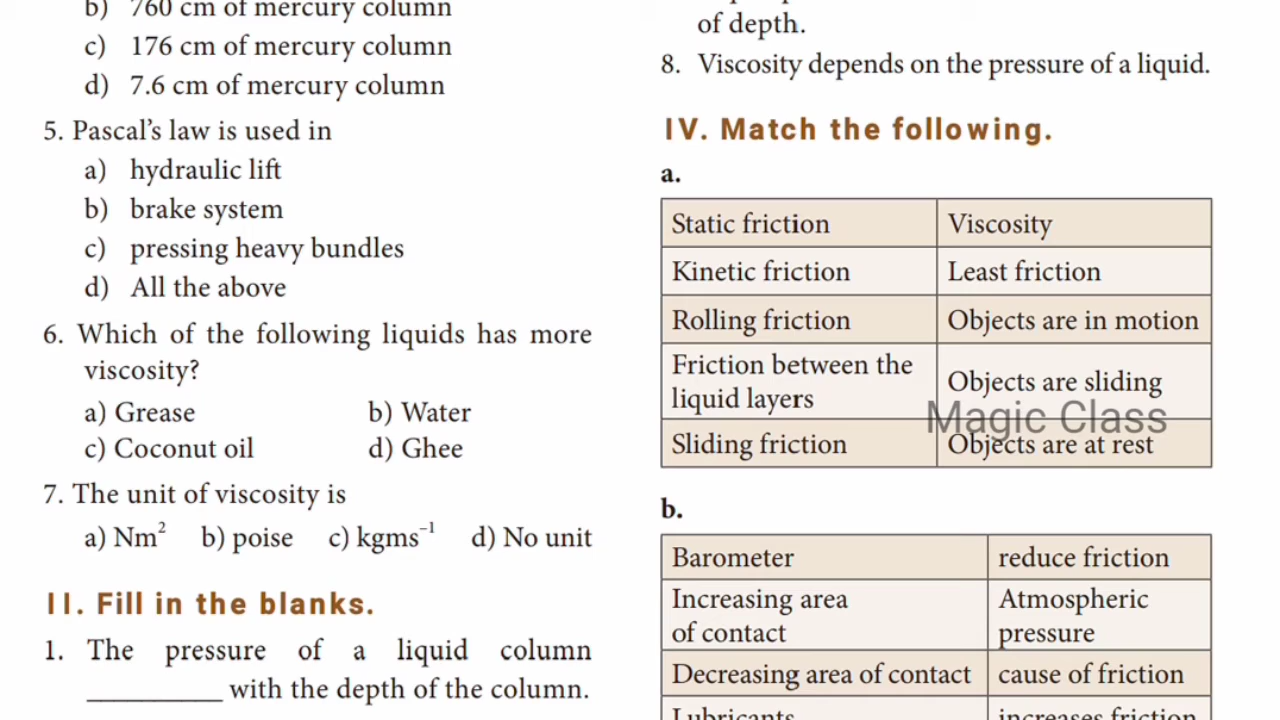 b) 760 cm of mercury column
c) 176 cm of mercury column
d) 7.6 cm of mercury column
5. Pascal’s law is used in
a) hydraulic lift
b) brake system
c) pressing heavy bundles
d) All the above
6. Which of the following liquids has more
viscosity?
a) Grease b) Water
c) Coconut oil d) Ghee
7. The unit of viscosity is
a) Nm² b) poise c) kgms⁻¹ d) No unit
II. Fill in the blanks.
1. The pressure of a liquid column
__________ with the depth of the column.
of depth.
8. Viscosity depends on the pressure of a liquid.
IV. Match the following.
a.
Static friction Viscosity
Kinetic friction Least friction
Rolling friction Objects are in motion
Friction between the
liquid layers Objects are sliding
Magic Class
Sliding friction Objects are at rest
b.
Barometer reduce friction
Increasing area
of contact Atmospheric
pressure
Decreasing area of contact cause of friction
Lubricants increases friction